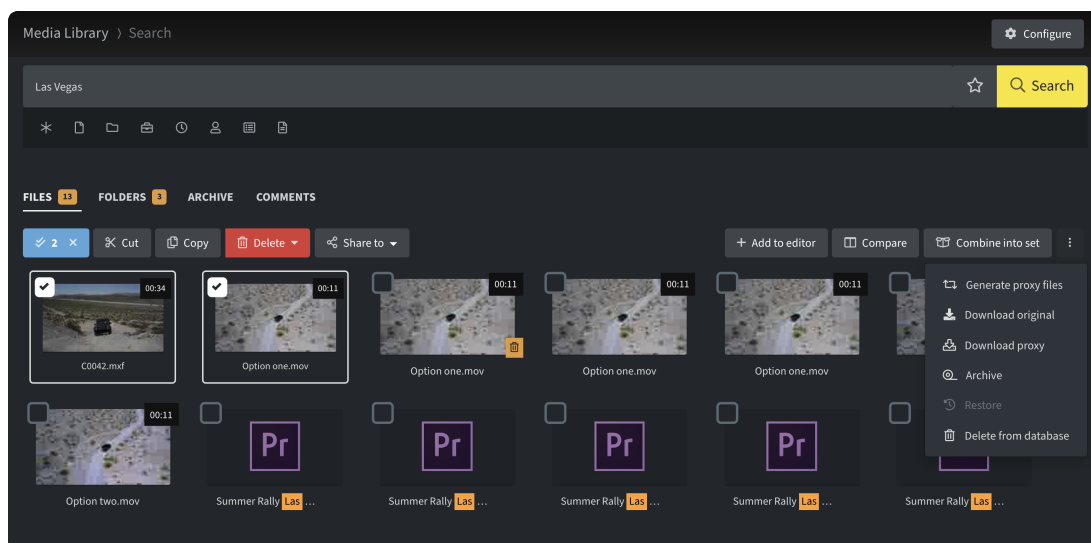 Media Library 〉 Search
Configure
Las Vegas
Search
FILES 13 FOLDERS 3 ARCHIVE COMMENTS
2 × Cut Copy Delete Share to + Add to editor Compare Combine into set
00:34 00:11 00:11 00:11 00:11
C0042.mxf Option one.mov Option one.mov Option one.mov Option one.mov
Generate proxy files
Download original
Download proxy
Archive
Restore
Delete from database
00:11 Pr Pr Pr Pr
Option two.mov Summer Rally Las ... Summer Rally Las ... Summer Rally Las ... Summer Rally Las ... Summer Rally Las ...